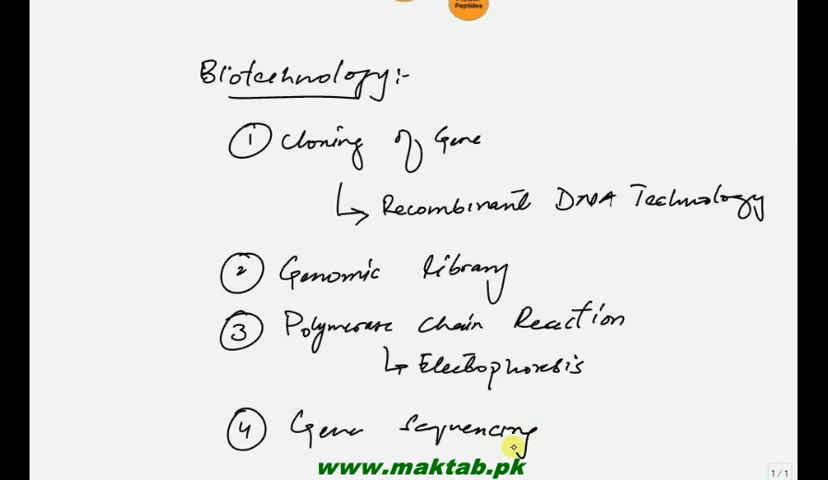 Peptides
Biotechnology:-
① Cloning of Gene
↳ Recombinant DNA Technology
② Genomic library
③ Polymerase Chain Reaction
↳ Electrophoresis
④ Gene Sequencing
www.maktab.pk
1 / 1